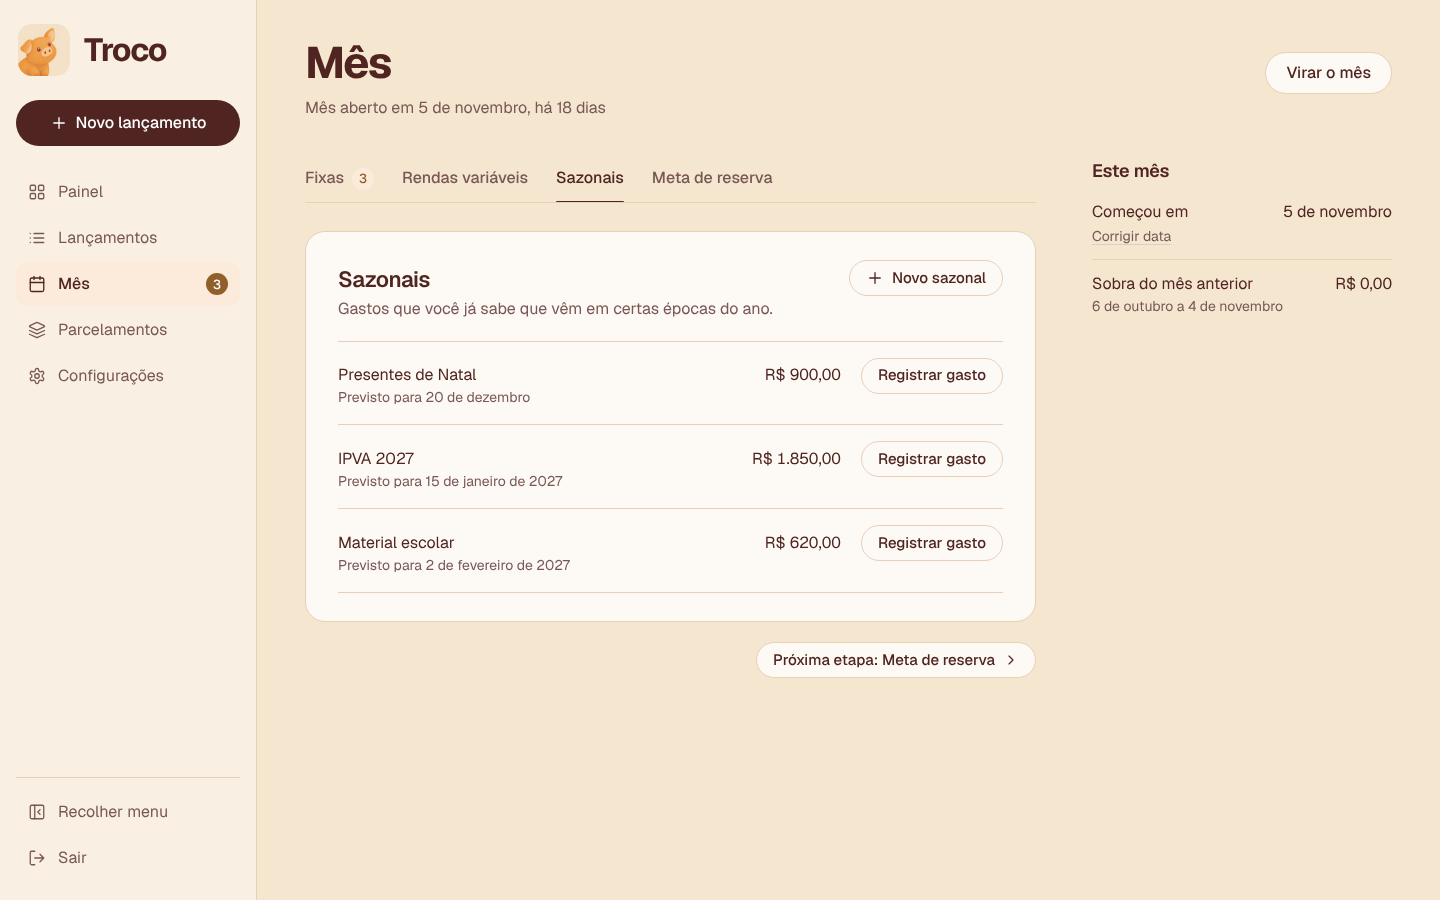 Troco
Novo lançamento
Painel
Lançamentos
Mês 3
Parcelamentos
Configurações
Recolher menu
Sair
Mês
Mês aberto em 5 de novembro, há 18 dias
Virar o mês
Fixas 3 Rendas variáveis Sazonais Meta de reserva
Sazonais
Gastos que você já sabe que vêm em certas épocas do ano.
Novo sazonal
Presentes de Natal R$ 900,00 Registrar gasto
Previsto para 20 de dezembro
IPVA 2027 R$ 1.850,00 Registrar gasto
Previsto para 15 de janeiro de 2027
Material escolar R$ 620,00 Registrar gasto
Previsto para 2 de fevereiro de 2027
Próxima etapa: Meta de reserva
Este mês
Começou em 5 de novembro
Corrigir data
Sobra do mês anterior R$ 0,00
6 de outubro a 4 de novembro